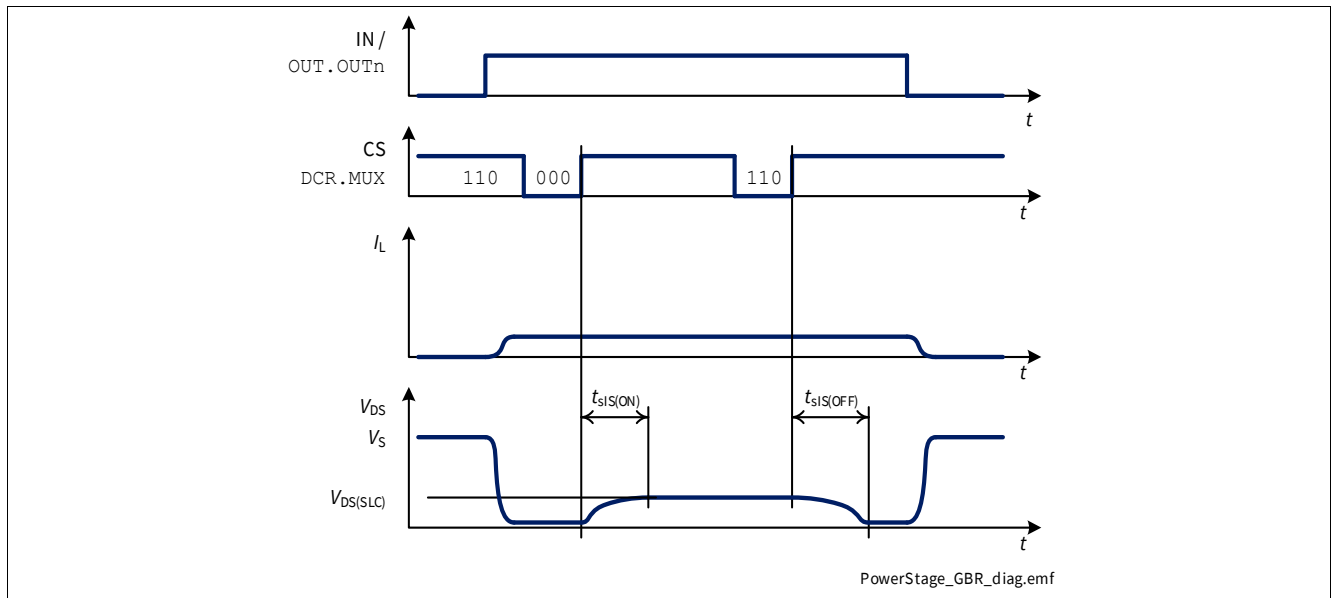 IN /
OUT.OUTn
t
CS
DCR.MUX 110 000 110
t
IL
t
tsIS(ON) tsIS(OFF)
VDS
VS
VDS(SLC)
t
PowerStage_GBR_diag.emf